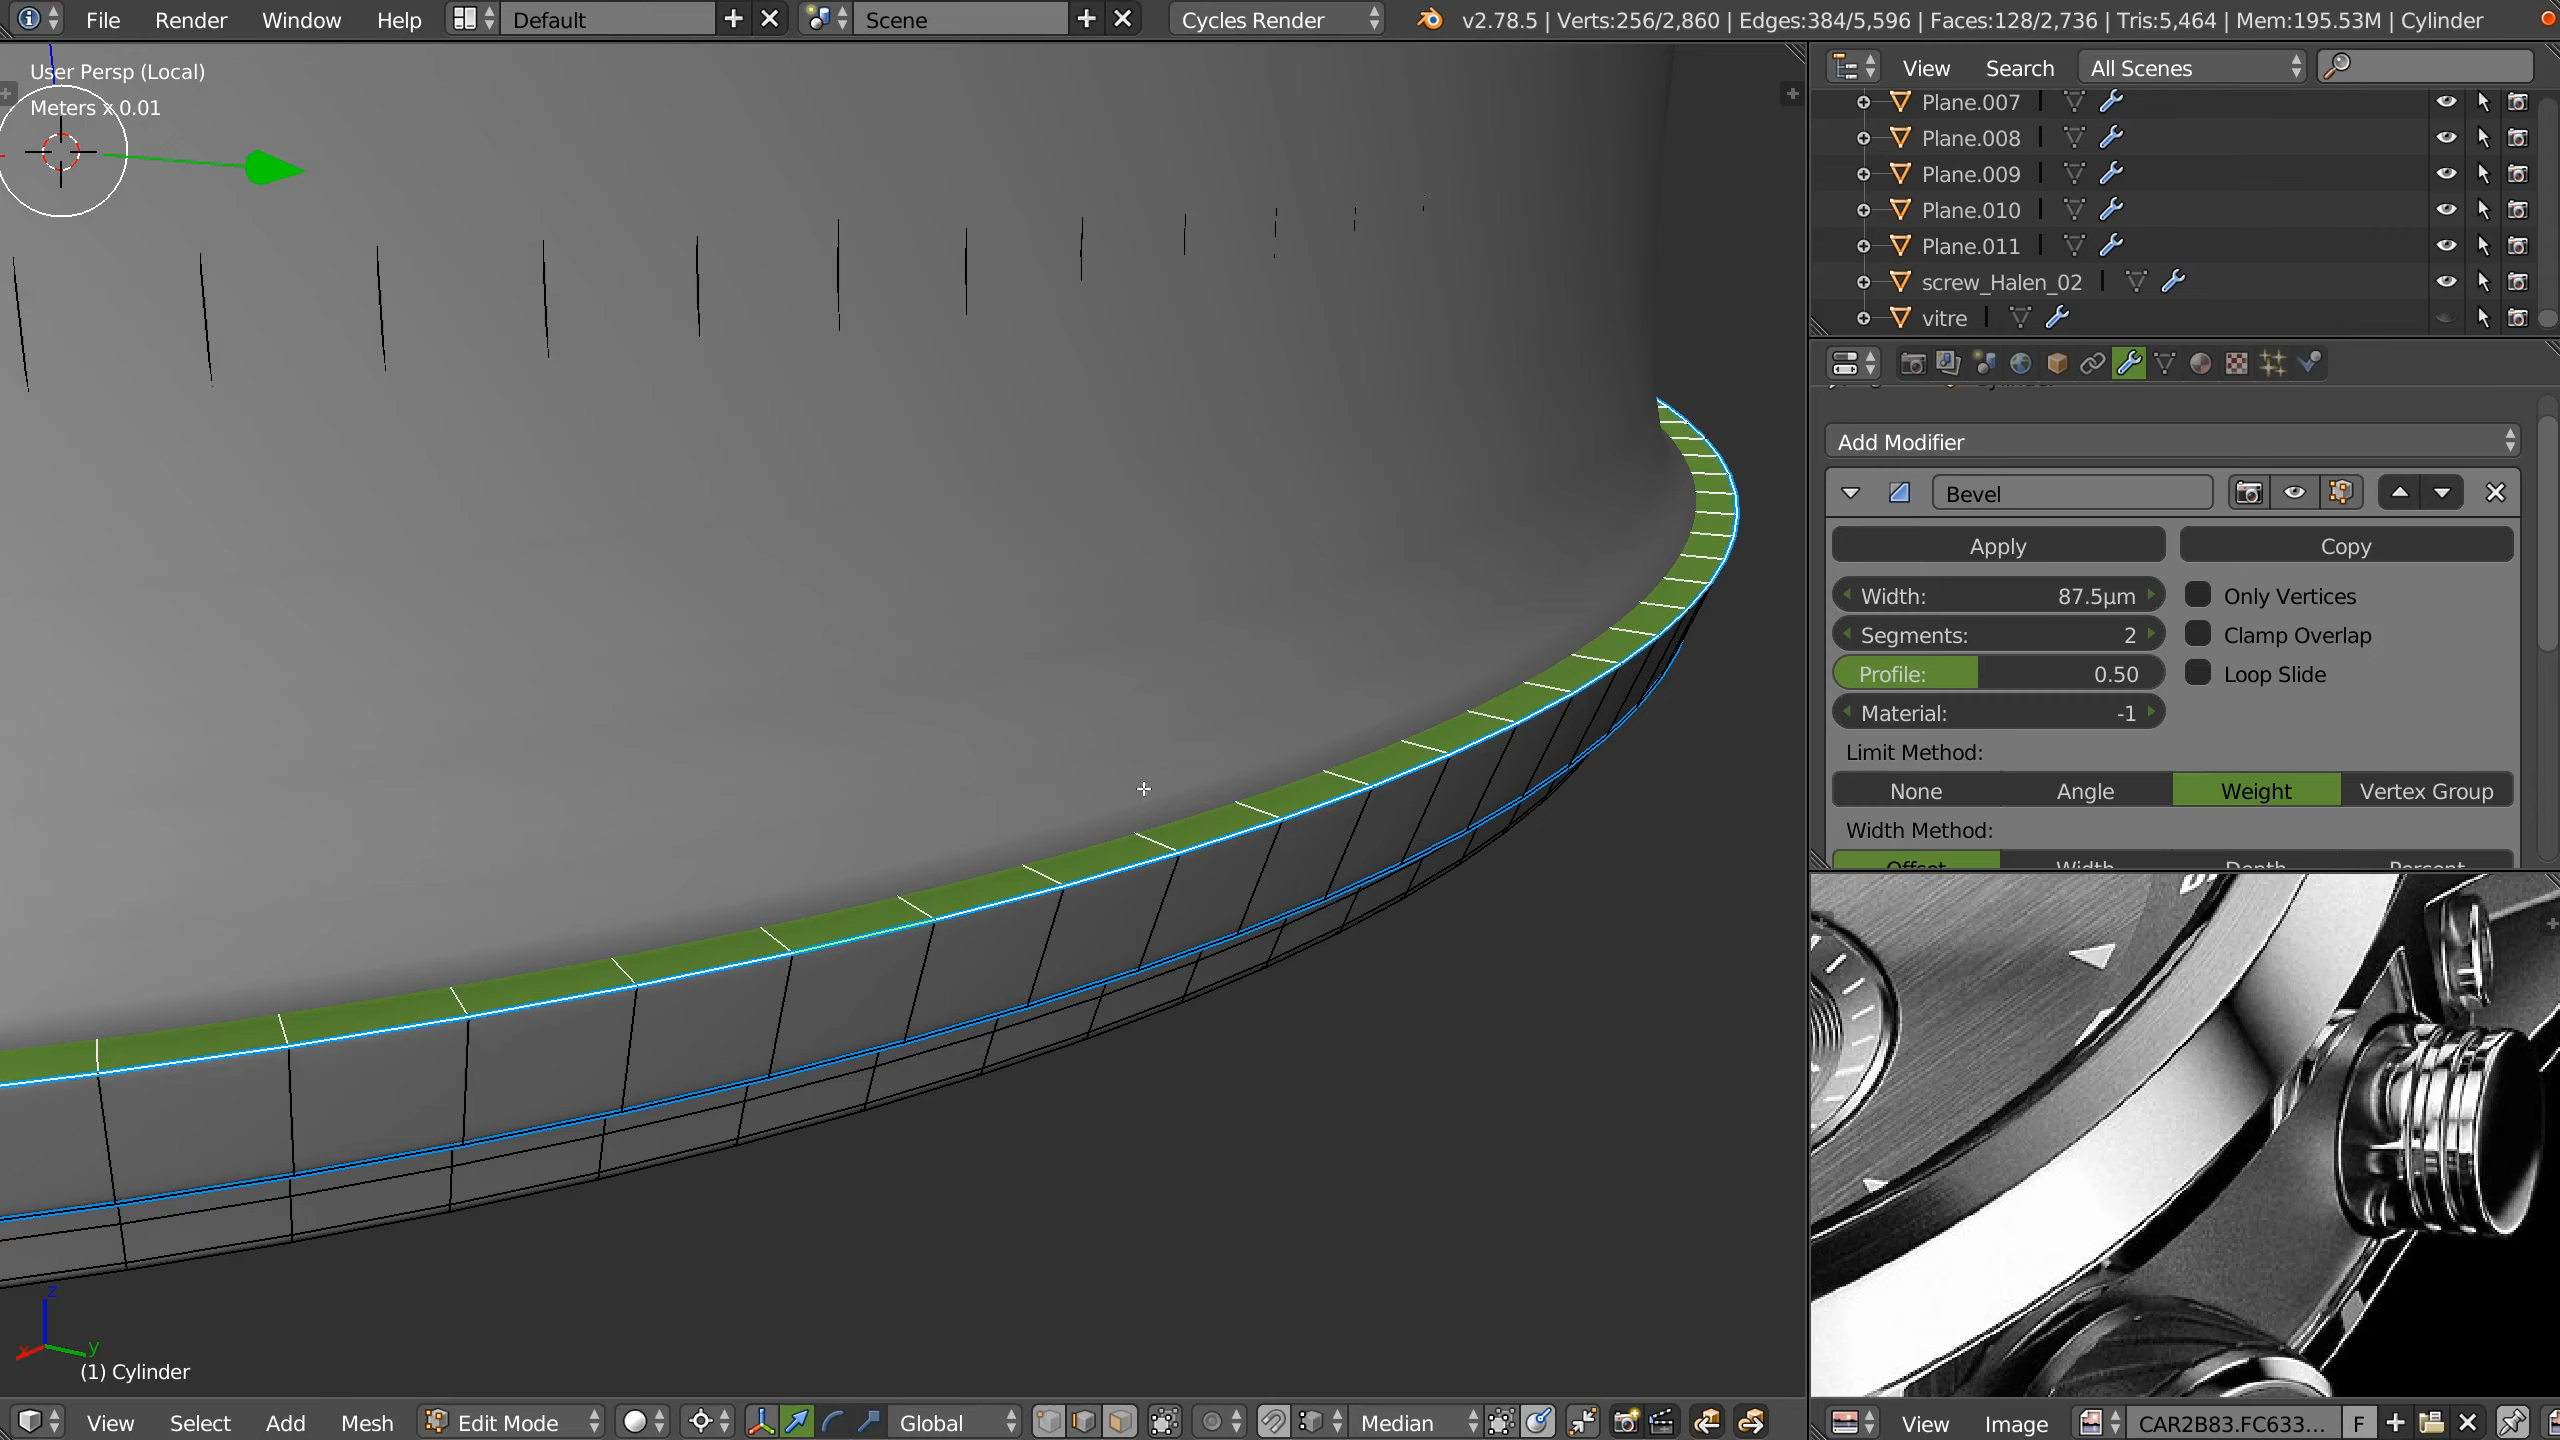 File Render Window Help Default Scene Cycles Render v2.78.5 | Verts:256/2,860 | Edges:384/5,596 | Faces:128/2,736 | Tris:5,464 | Mem:195.53M | Cylinder
User Persp (Local)
Meters x 0.01
View Search All Scenes
Plane.007
Plane.008
Plane.009
Plane.010
Plane.011
screw_Halen_02
vitre
Add Modifier
Bevel
Apply Copy
Width: 87.5µm Only Vertices
Segments: 2 Clamp Overlap
Profile: 0.50 Loop Slide
Material: -1
Limit Method:
None Angle Weight Vertex Group
Width Method:
Offset Width Depth Percent
z
x y
(1) Cylinder
View Select Add Mesh Edit Mode Global Median
View Image CAR2B83.FC633... F